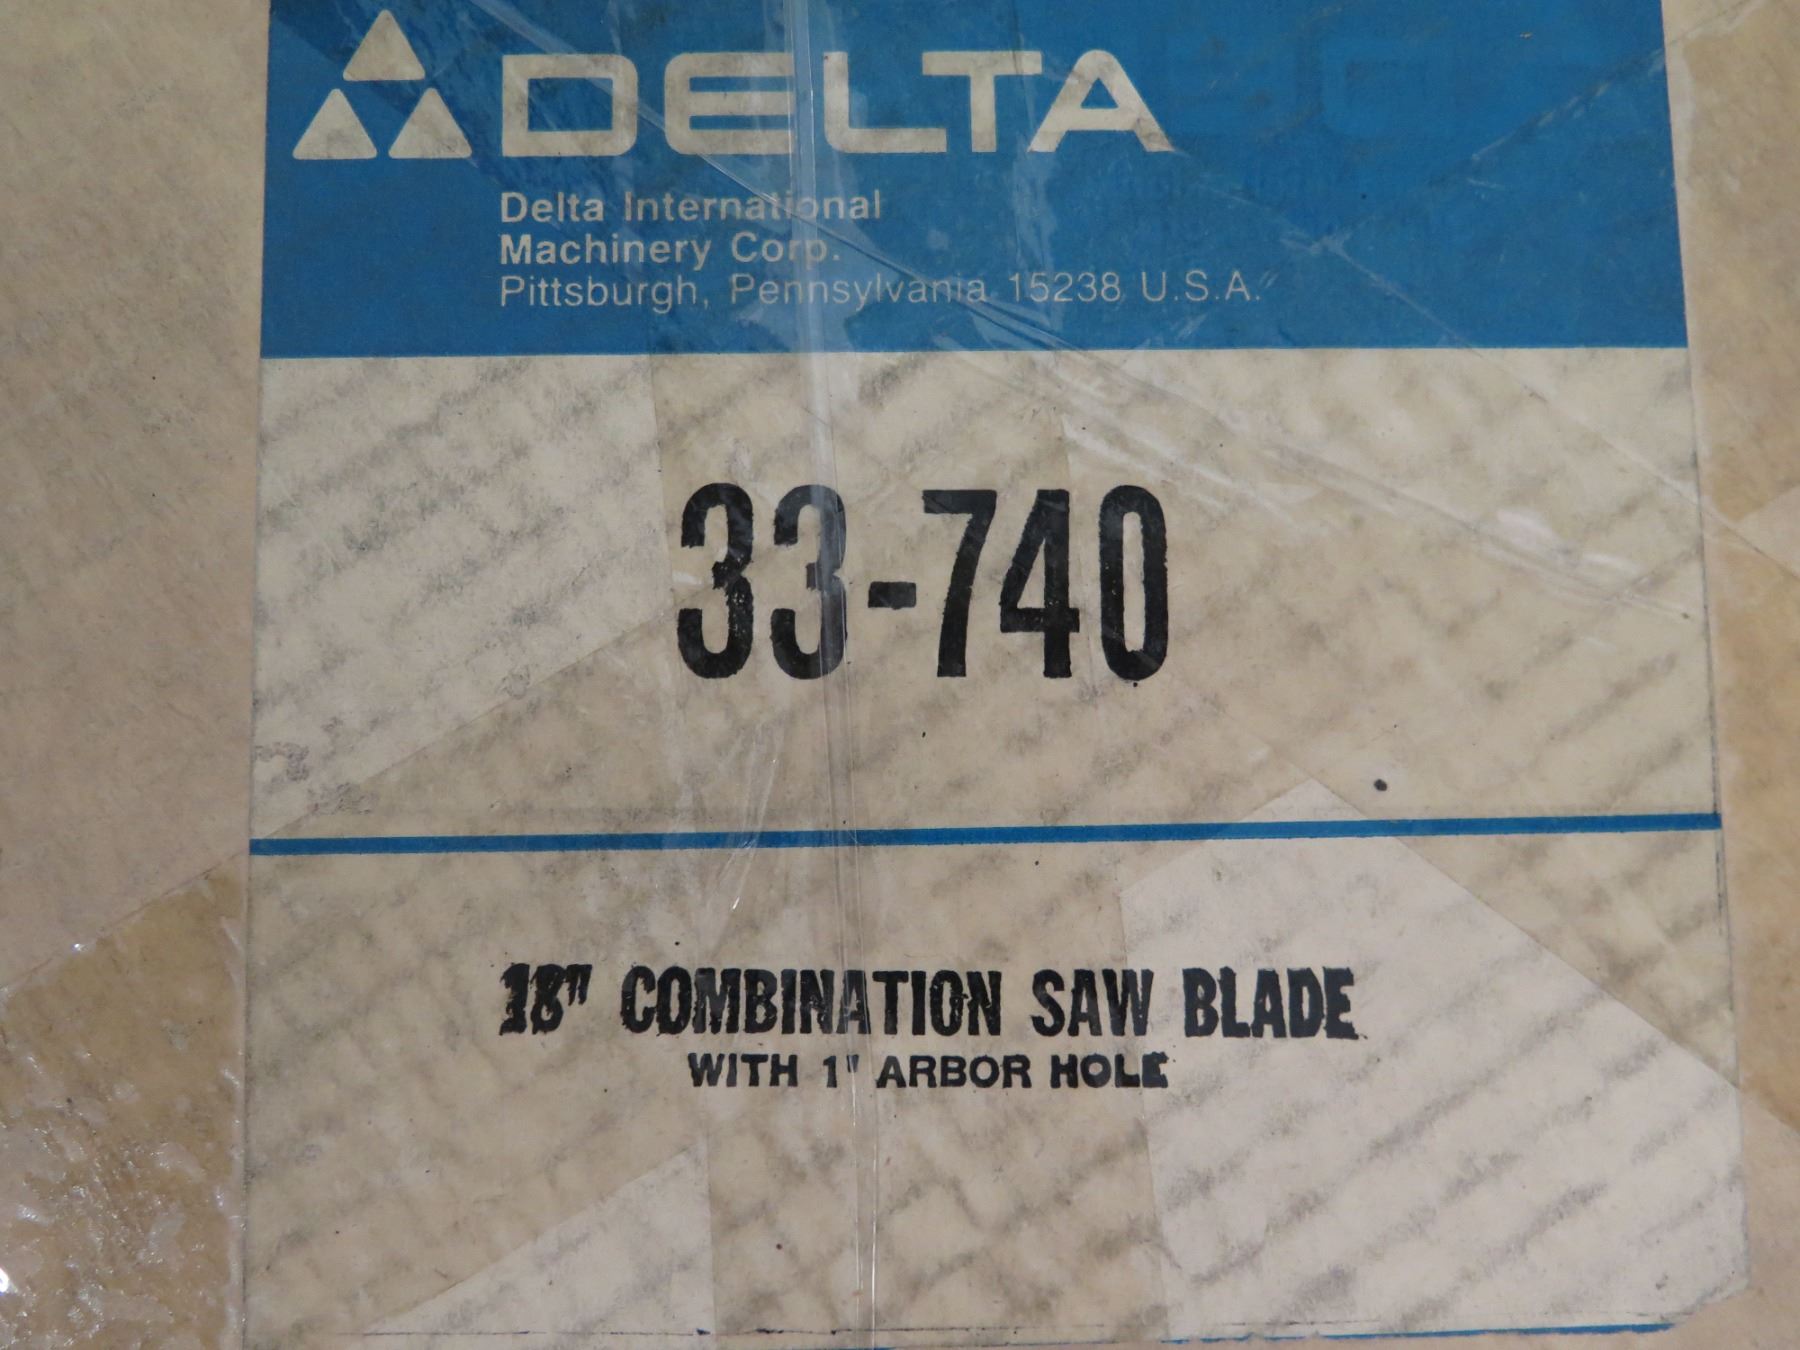 DELTA
Delta International
Machinery Corp.
Pittsburgh, Pennsylvania 15238 U.S.A.
33-740
18" COMBINATION SAW BLADE
WITH 1" ARBOR HOLE